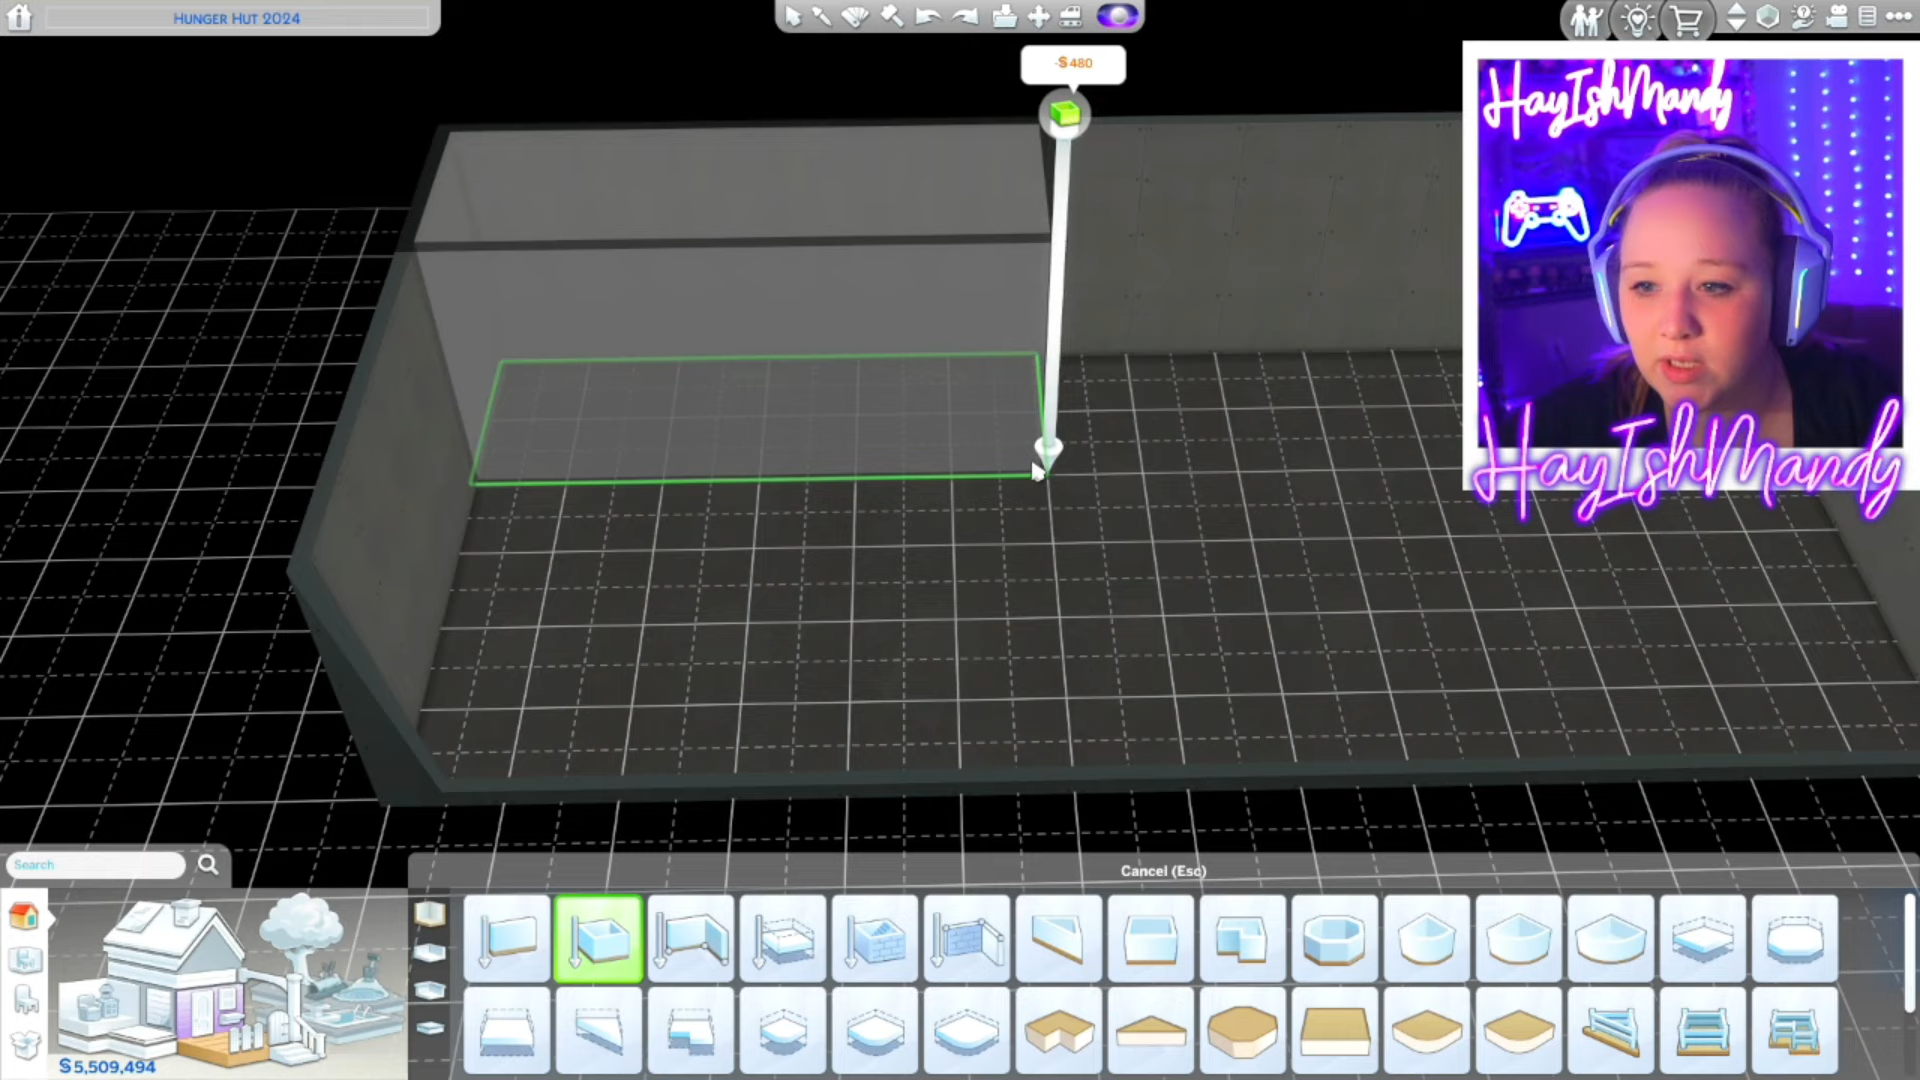 HUNGER HUT 2024
-§480
HayIshMandy
HayIshMandy
Search
Cancel (Esc)
§5,509,494